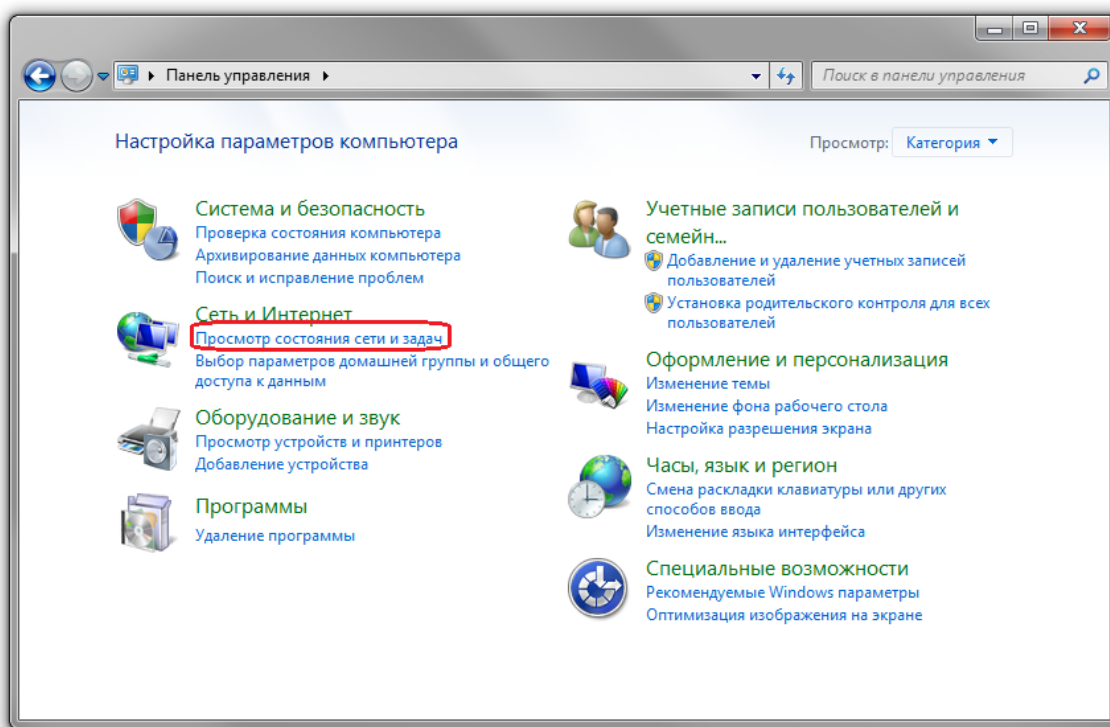 Панель управления
Поиск в панели управления
Настройка параметров компьютера
Просмотр: Категория
Система и безопасность
Проверка состояния компьютера
Архивирование данных компьютера
Поиск и исправление проблем
Сеть и Интернет
Просмотр состояния сети и задач
Выбор параметров домашней группы и общего
доступа к данным
Оборудование и звук
Просмотр устройств и принтеров
Добавление устройства
Программы
Удаление программы
Учетные записи пользователей и
семейн...
Добавление и удаление учетных записей
пользователей
Установка родительского контроля для всех
пользователей
Оформление и персонализация
Изменение темы
Изменение фона рабочего стола
Настройка разрешения экрана
Часы, язык и регион
Смена раскладки клавиатуры или других
способов ввода
Изменение языка интерфейса
Специальные возможности
Рекомендуемые Windows параметры
Оптимизация изображения на экране